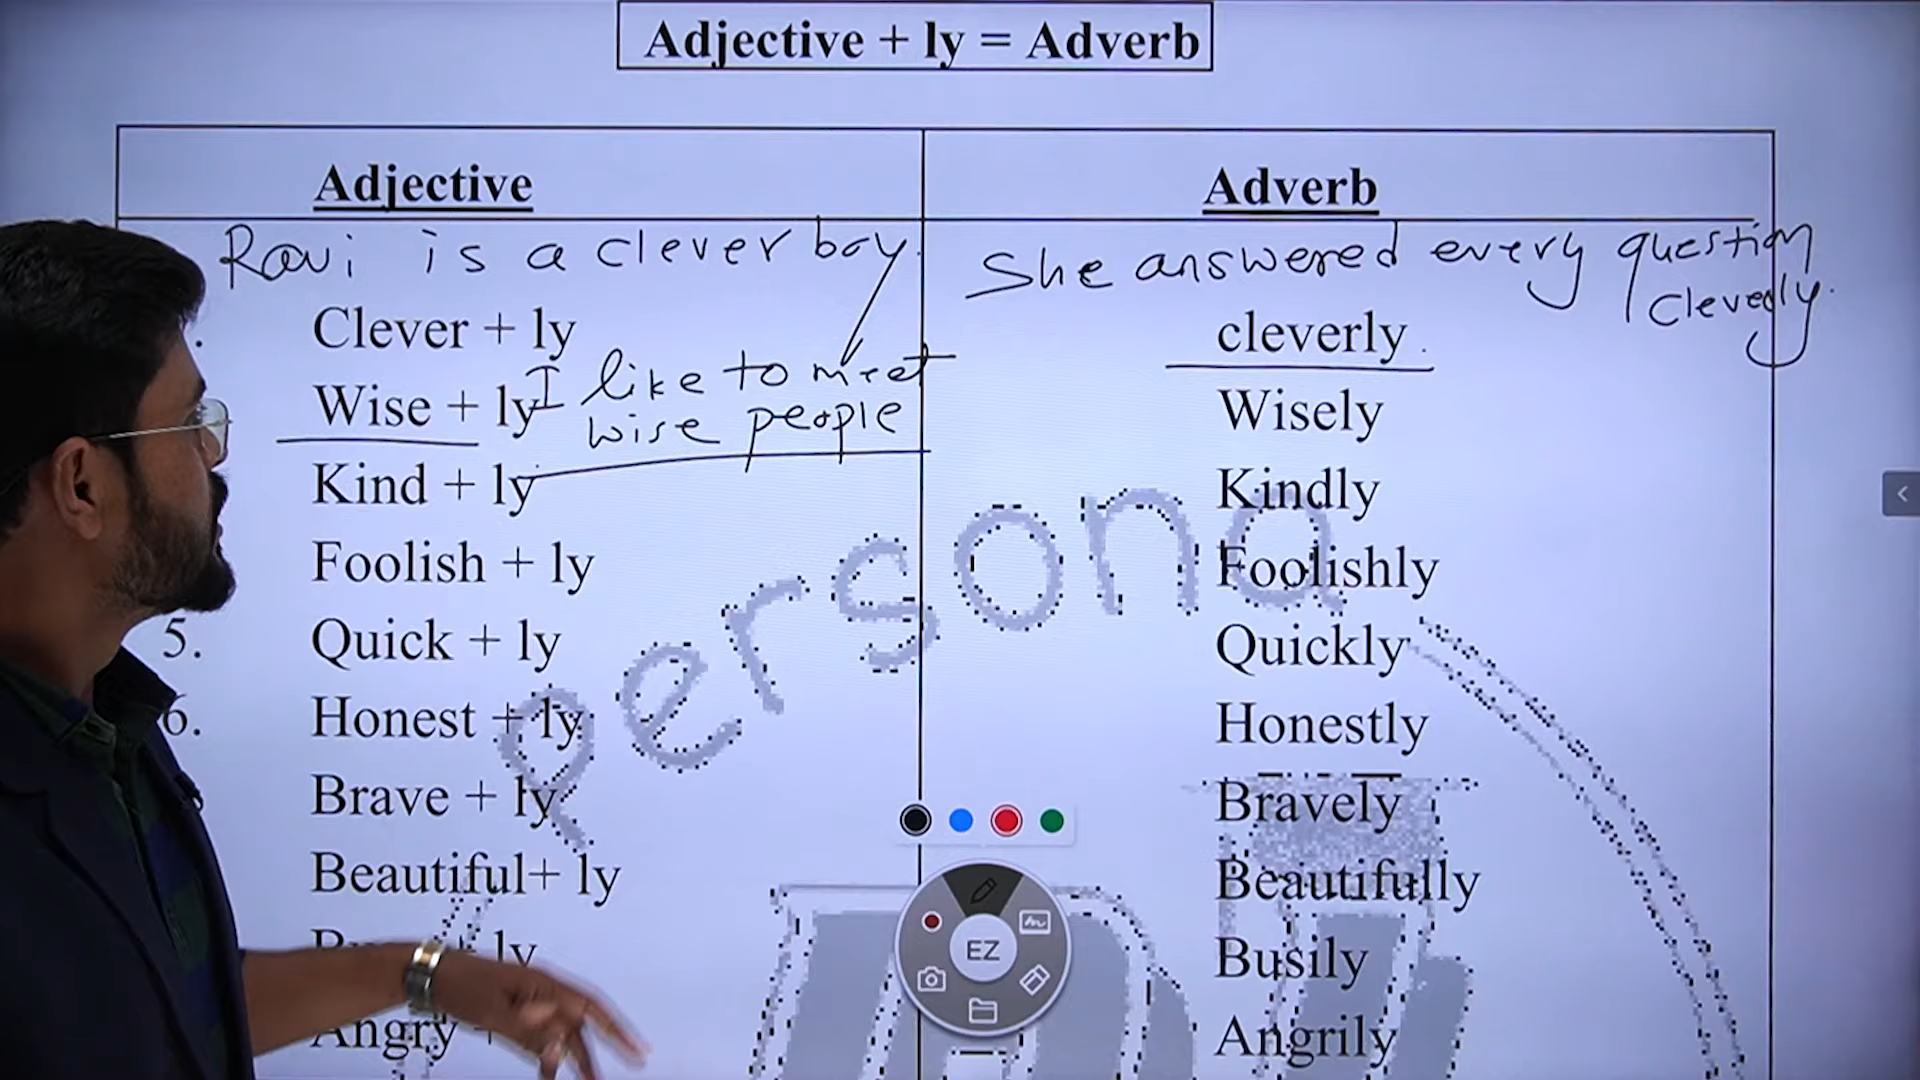 Adjective + ly = Adverb
Adjective Adverb
Ravi is a clever boy. She answered every question
cleverly.
Clever + ly cleverly
I like to meet
Wise + ly Wisely
wise people
Kind + ly Kindly
Foolish + ly Foolishly
5. Quick + ly Quickly
6. Honest + ly Honestly
Brave + ly Bravely
Beautiful+ ly Beautifully
ly Busily
Angry + Angrily
Persona
EZ